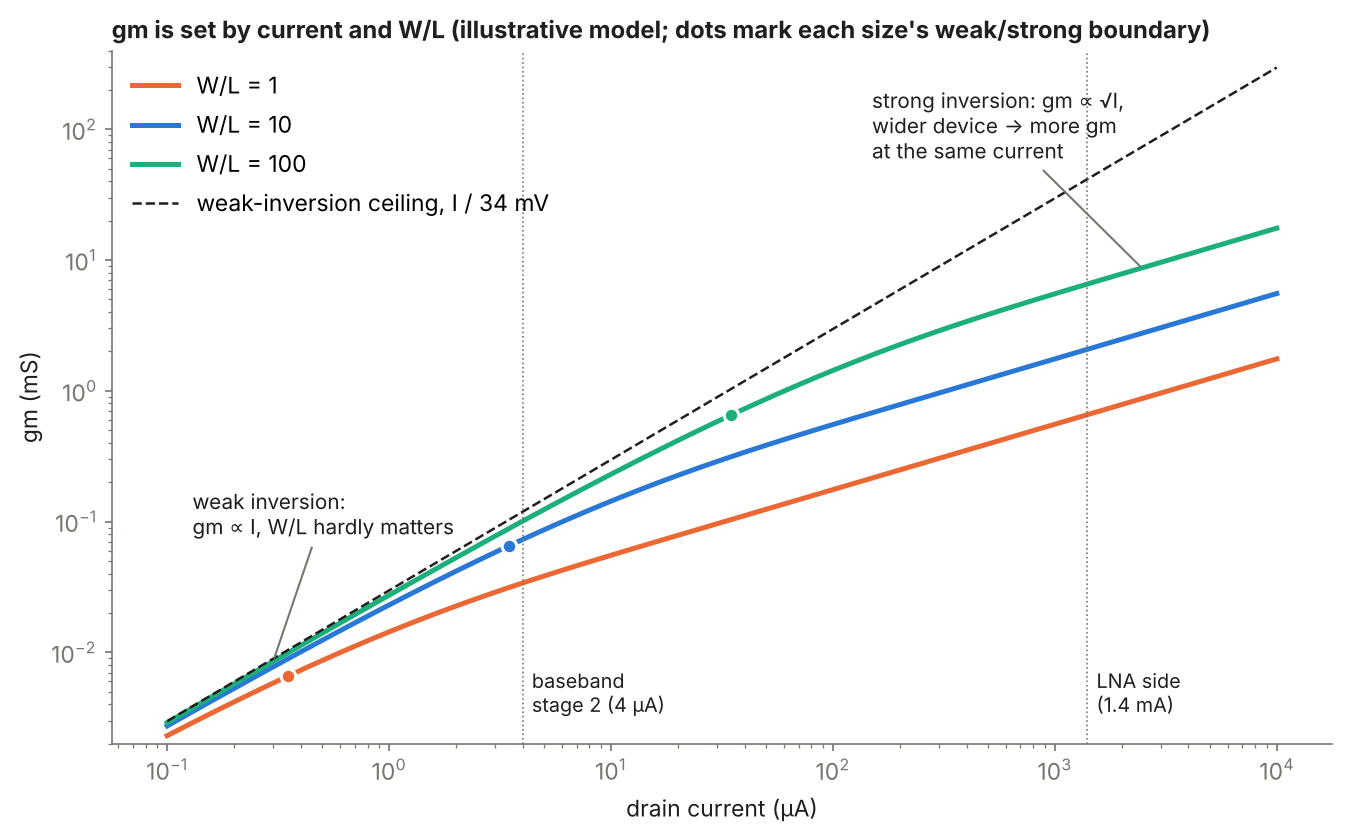 gm is set by current and W/L (illustrative model; dots mark each size's weak/strong boundary)
W/L = 1
W/L = 10
W/L = 100
weak-inversion ceiling, I / 34 mV
strong inversion: gm ∝ √I,
wider device → more gm
at the same current
weak inversion:
gm ∝ I, W/L hardly matters
baseband
stage 2 (4 µA)
LNA side
(1.4 mA)
gm (mS)
10²
10¹
10⁰
10⁻¹
10⁻²
10⁻¹ 10⁰ 10¹ 10² 10³ 10⁴
drain current (µA)